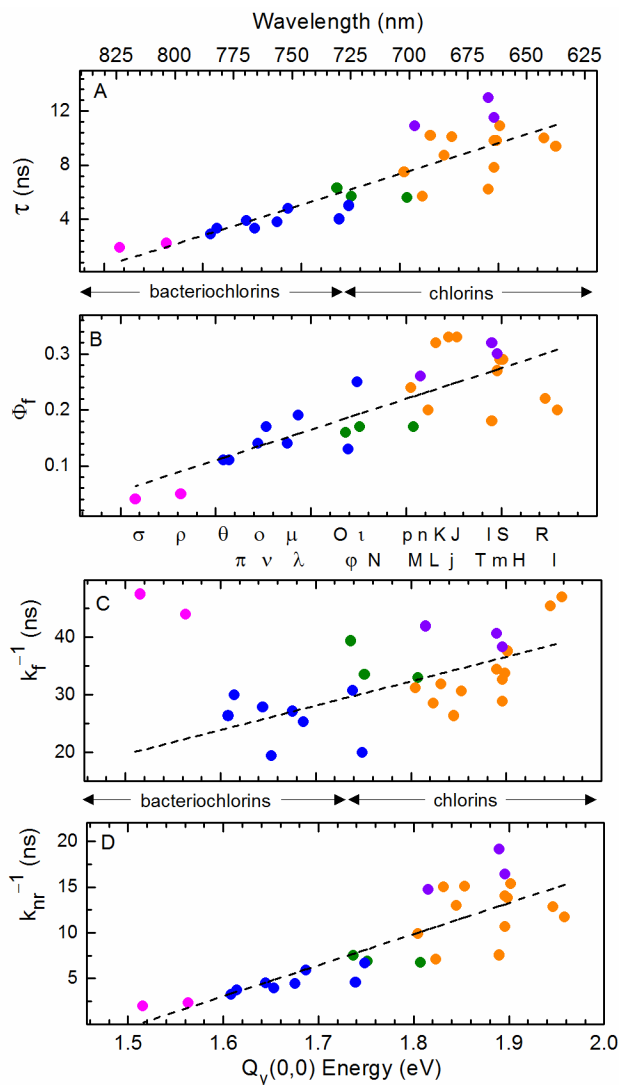 Wavelength (nm)
825 800 775 750 725 700 675 650 625
A
12
8
4
τ (ns)
bacteriochlorins chlorins
B
0.3
0.2
0.1
Φf
σ ρ θ ο μ O ι p n K J I S R
π ν λ φ N M L j T m H I
C
40
30
20
kf⁻¹ (ns)
bacteriochlorins chlorins
D
20
15
10
5
knr⁻¹ (ns)
1.5 1.6 1.7 1.8 1.9 2.0
Qy(0,0) Energy (eV)